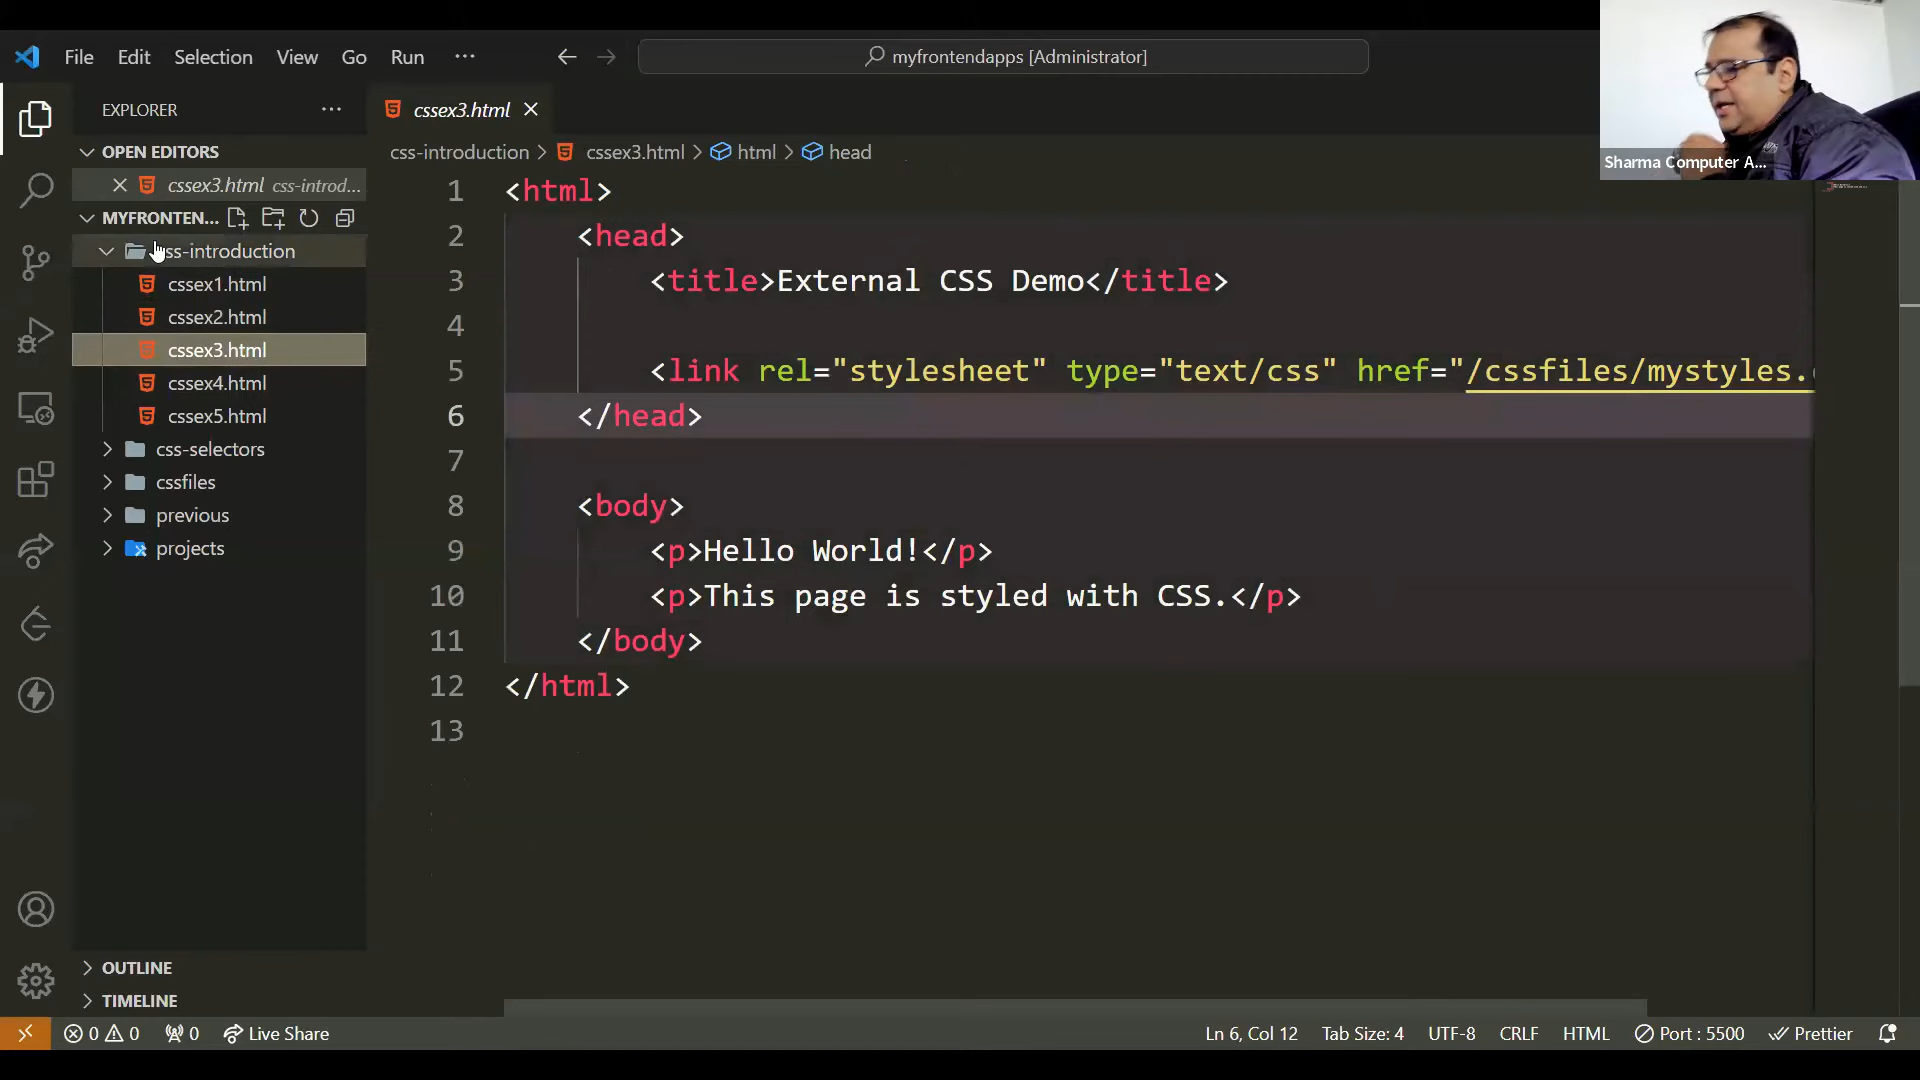 File Edit Selection View Go Run ··· myfrontendapps [Administrator]
Sharma Computer A...
EXPLORER ···
OPEN EDITORS
cssex3.html css-introd...
MYFRONTEN...
css-introduction
cssex1.html
cssex2.html
cssex3.html
cssex4.html
cssex5.html
css-selectors
cssfiles
previous
projects
OUTLINE
TIMELINE
cssex3.html
css-introduction > cssex3.html > html > head
1 <html>
2 <head>
3 <title>External CSS Demo</title>
4
5 <link rel="stylesheet" type="text/css" href="/cssfiles/mystyles.
6 </head>
7
8 <body>
9 <p>Hello World!</p>
10 <p>This page is styled with CSS.</p>
11 </body>
12 </html>
13
0 0 0 Live Share Ln 6, Col 12 Tab Size: 4 UTF-8 CRLF HTML Port : 5500 Prettier